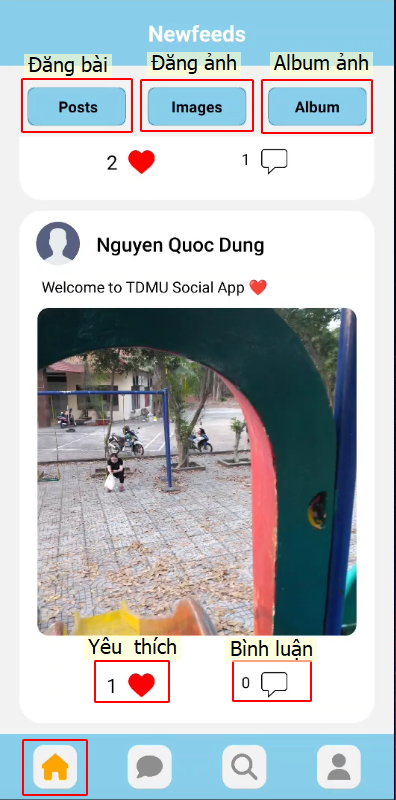 Newfeeds
Đăng bài Đăng ảnh Album ảnh
Posts Images Album
2 1
Nguyen Quoc Dung
Welcome to TDMU Social App ❤️
Yêu thích Bình luận
1 0